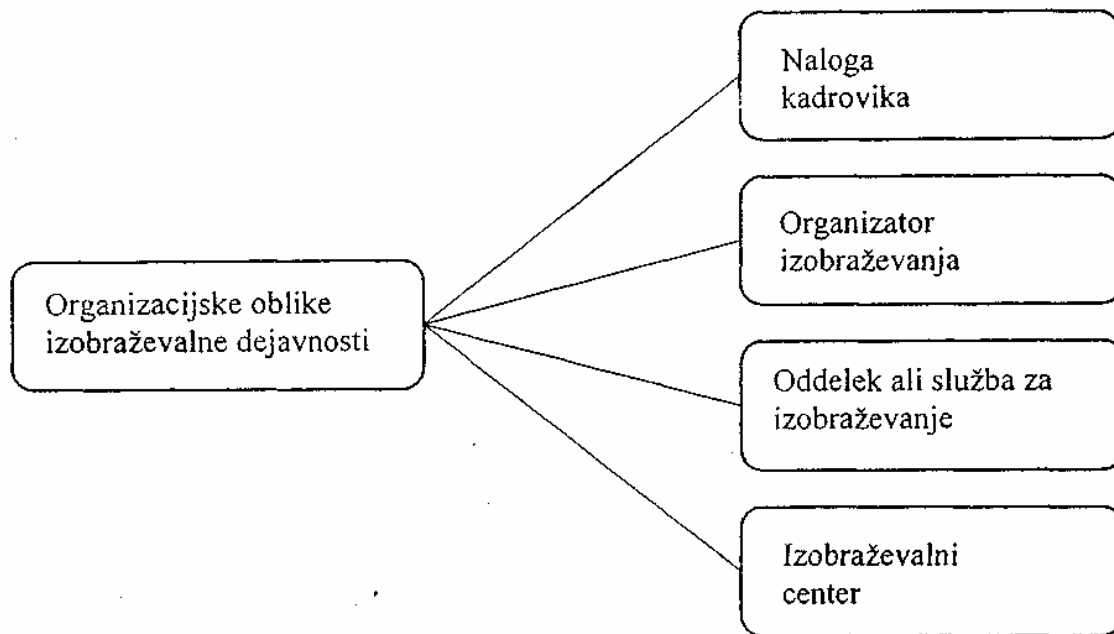 Naloga
kadrovika
Organizator
izobraževanja
Organizacijske oblike
izobraževalne dejavnosti
Oddelek ali služba za
izobraževanje
Izobraževalni
center